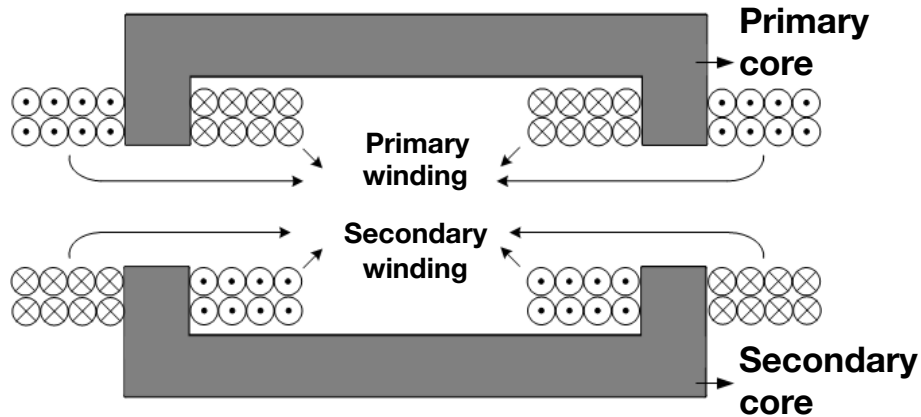 Primary
core
Primary
winding
Secondary
winding
Secondary
core